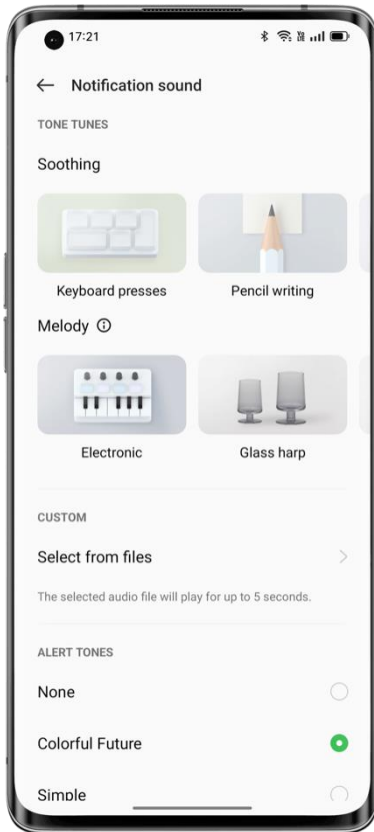 17:21
Notification sound
TONE TUNES
Soothing
Keyboard presses
Pencil writing
Melody
Electronic
Glass harp
CUSTOM
Select from files
The selected audio file will play for up to 5 seconds.
ALERT TONES
None
Colorful Future
Simple